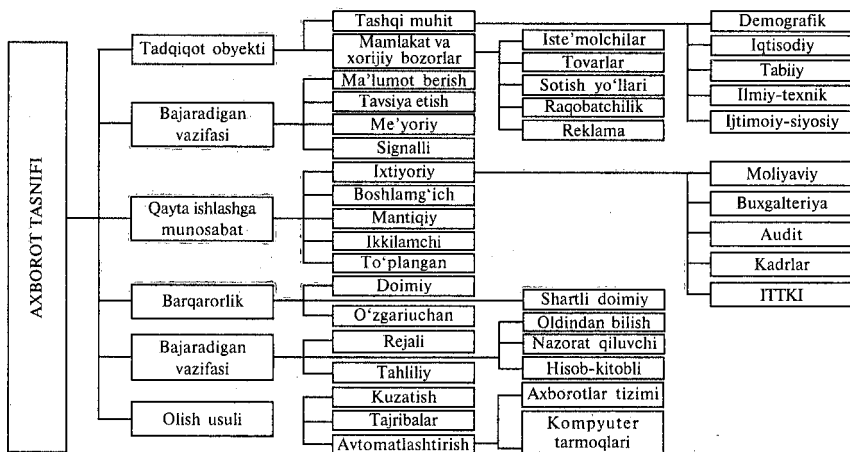 AXBOROT TASNIFI
Tadqiqot obyekti
Tashqi muhit
Mamlakat va
xorijiy bozorlar
Demografik
Iqtisodiy
Tabiiy
Ilmiy-texnik
Ijtimoiy-siyosiy
Iste'molchilar
Tovarlar
Sotish yo‘llari
Raqobatchilik
Reklama
Bajaradigan
vazifasi
Ma’lumot berish
Tavsiya etish
Me’yoriy
Signalli
Qayta ishlashga
munosabat
Ixtiyoriy
Boshlamg‘ich
Mantiqiy
Ikkilamchi
To‘plangan
Moliyaviy
Buxgalteriya
Audit
Kadrlar
ITTKI
Barqarorlik
Doimiy
O‘zgariuchan
Shartli doimiy
Bajaradigan
vazifasi
Rejali
Tahliliy
Oldindan bilish
Nazorat qiluvchi
Hisob-kitobli
Olish usuli
Kuzatish
Tajribalar
Avtomatlashtirish
Axborotlar tizimi
Kompyuter
tarmoqlari